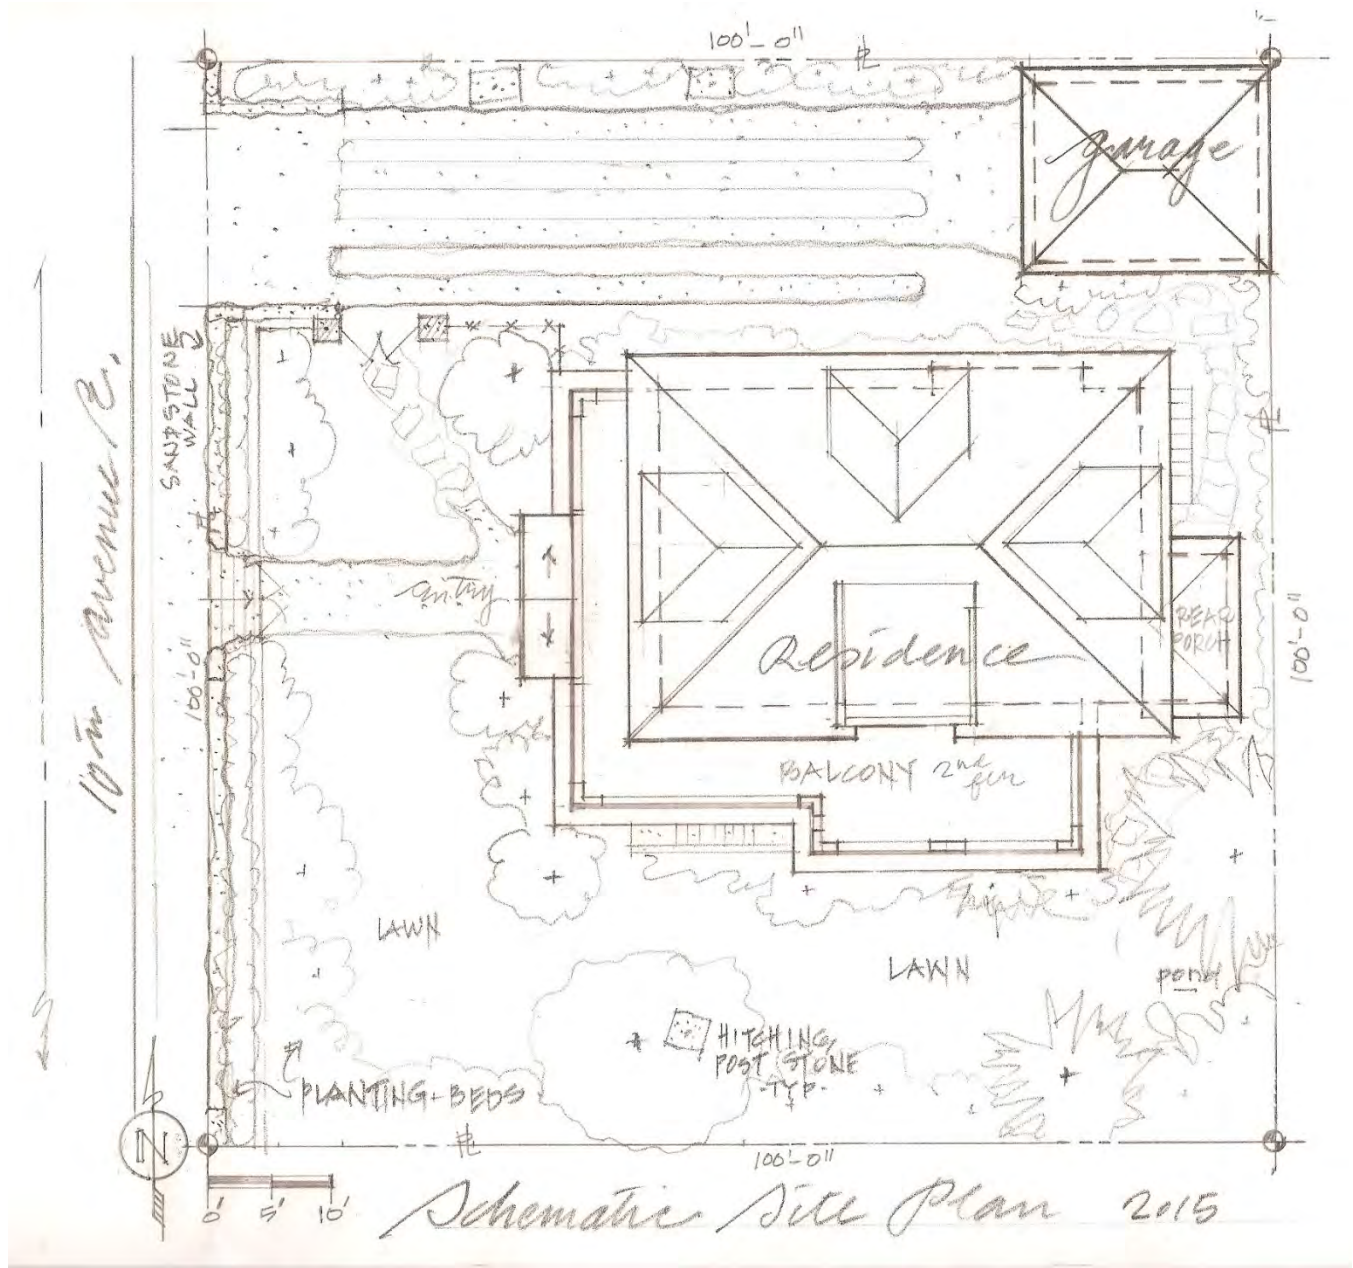 100'-0"
garage
SANDSTONE
WALL
10th Avenue E.
100'-0"
entry
Residence
REAR
PORCH
100'-0"
BALCONY 2nd
flr
LAWN
LAWN
pond
HITCHING
POST STONE
-TYP-
PLANTING BEDS
N
100'-0"
0' 5' 10'
Schematic Site Plan 2015